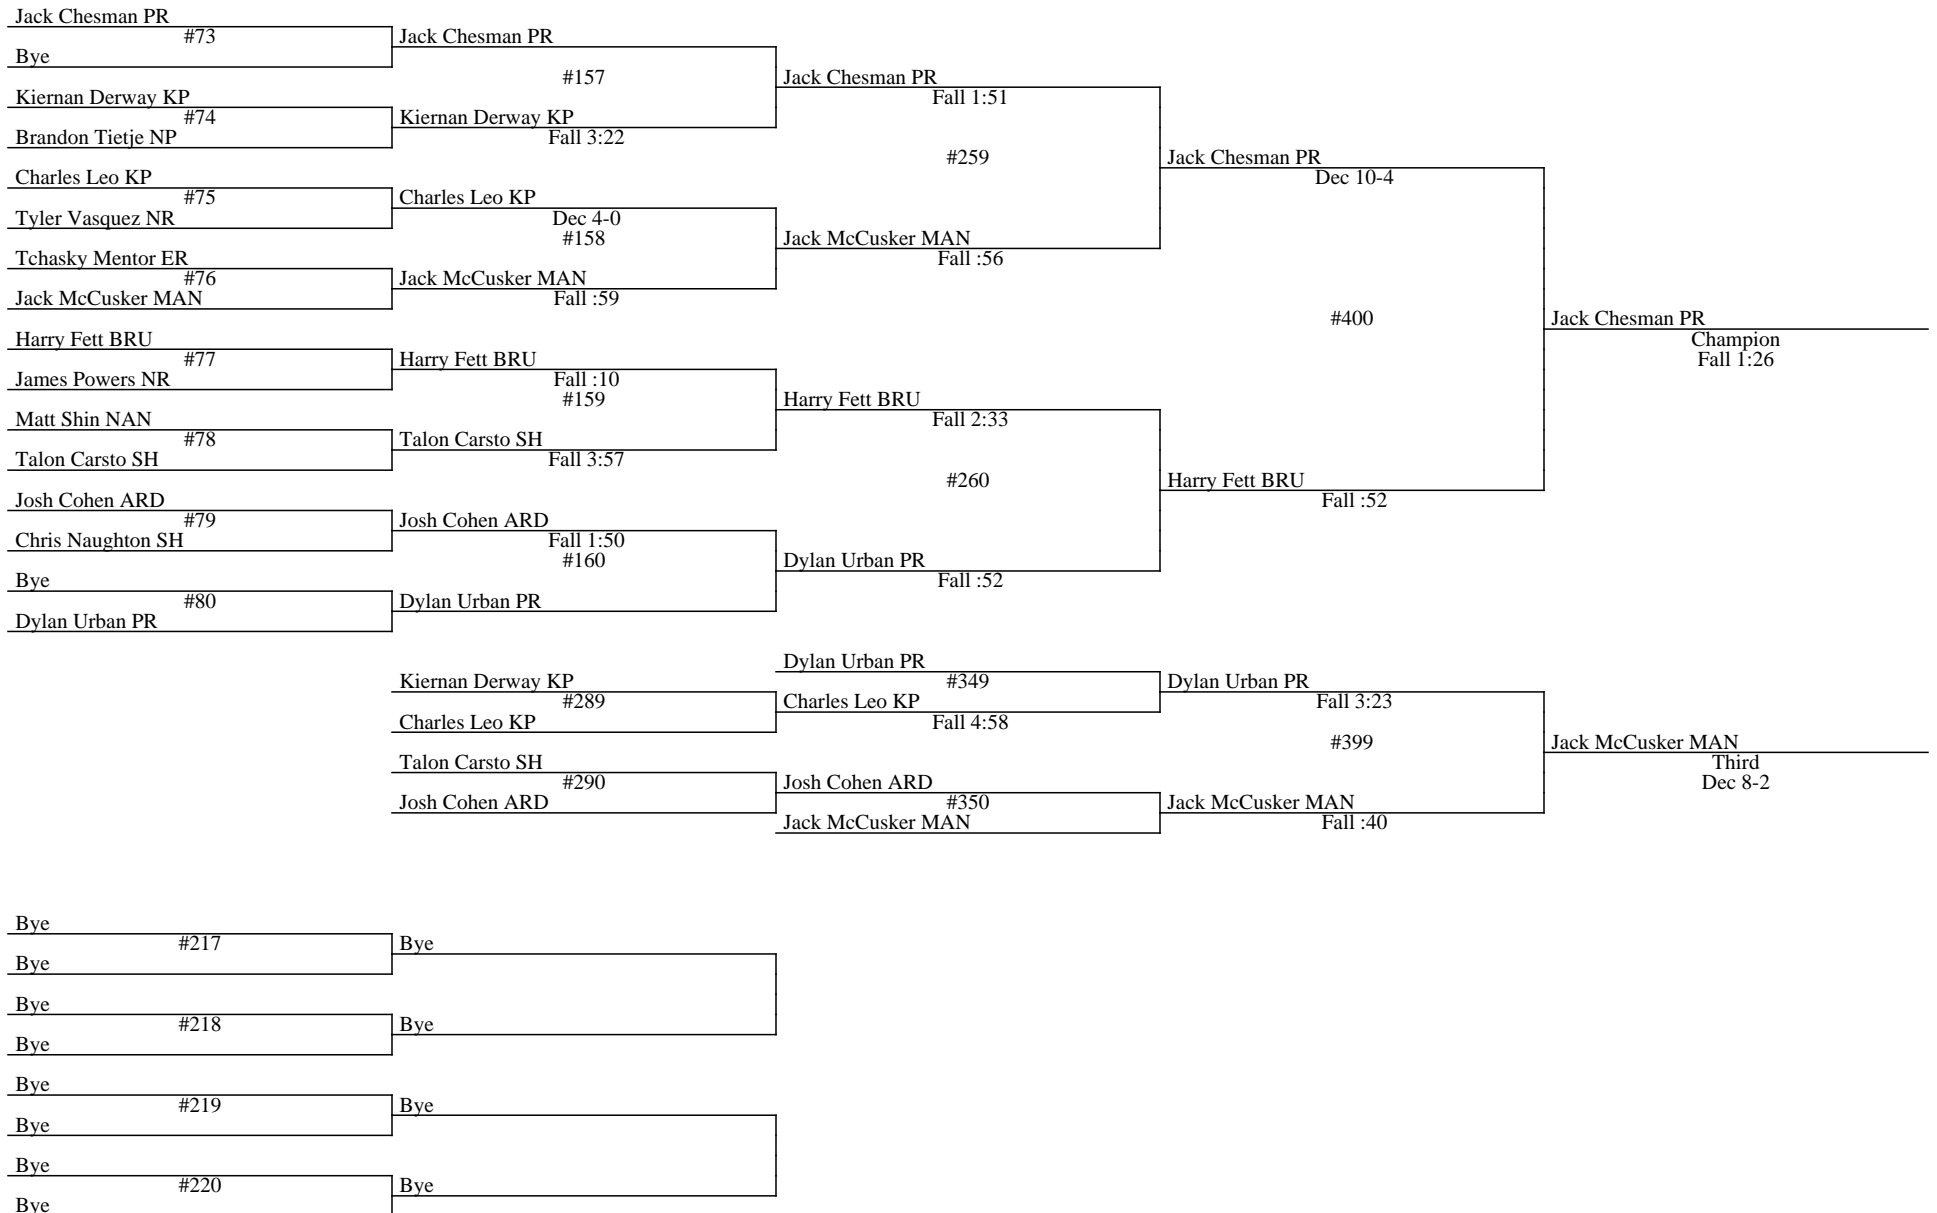 Jack Chesman PR
#73
Bye
Jack Chesman PR
#157
Kiernan Derway KP
#74
Brandon Tietje NP
Kiernan Derway KP
Fall 3:22
Jack Chesman PR
Fall 1:51
#259
Charles Leo KP
#75
Tyler Vasquez NR
Charles Leo KP
Dec 4-0
#158
Tchasky Mentor ER
#76
Jack McCusker MAN
Jack McCusker MAN
Fall :59
Jack McCusker MAN
Fall :56
Jack Chesman PR
Dec 10-4
#400
Harry Fett BRU
#77
James Powers NR
Harry Fett BRU
Fall :10
#159
Matt Shin NAN
#78
Talon Carsto SH
Talon Carsto SH
Fall 3:57
Harry Fett BRU
Fall 2:33
#260
Josh Cohen ARD
#79
Chris Naughton SH
Josh Cohen ARD
Fall 1:50
#160
Bye
#80
Dylan Urban PR
Dylan Urban PR
Dylan Urban PR
Fall :52
Harry Fett BRU
Fall :52
Jack Chesman PR
Champion
Fall 1:26
Kiernan Derway KP
#289
Charles Leo KP
Dylan Urban PR
#349
Charles Leo KP
Fall 4:58
Dylan Urban PR
Fall 3:23
#399
Talon Carsto SH
#290
Josh Cohen ARD
Josh Cohen ARD
#350
Jack McCusker MAN
Jack McCusker MAN
Fall :40
Jack McCusker MAN
Third
Dec 8-2
Bye
#217
Bye
Bye
Bye
#218
Bye
Bye
Bye
#219
Bye
Bye
Bye
#220
Bye
Bye